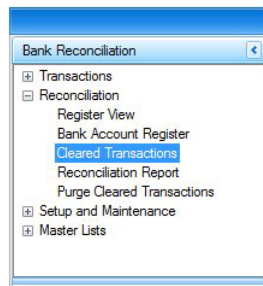 Bank Reconciliation
Transactions
Reconciliation
Register View
Bank Account Register
Cleared Transactions
Reconciliation Report
Purge Cleared Transactions
Setup and Maintenance
Master Lists